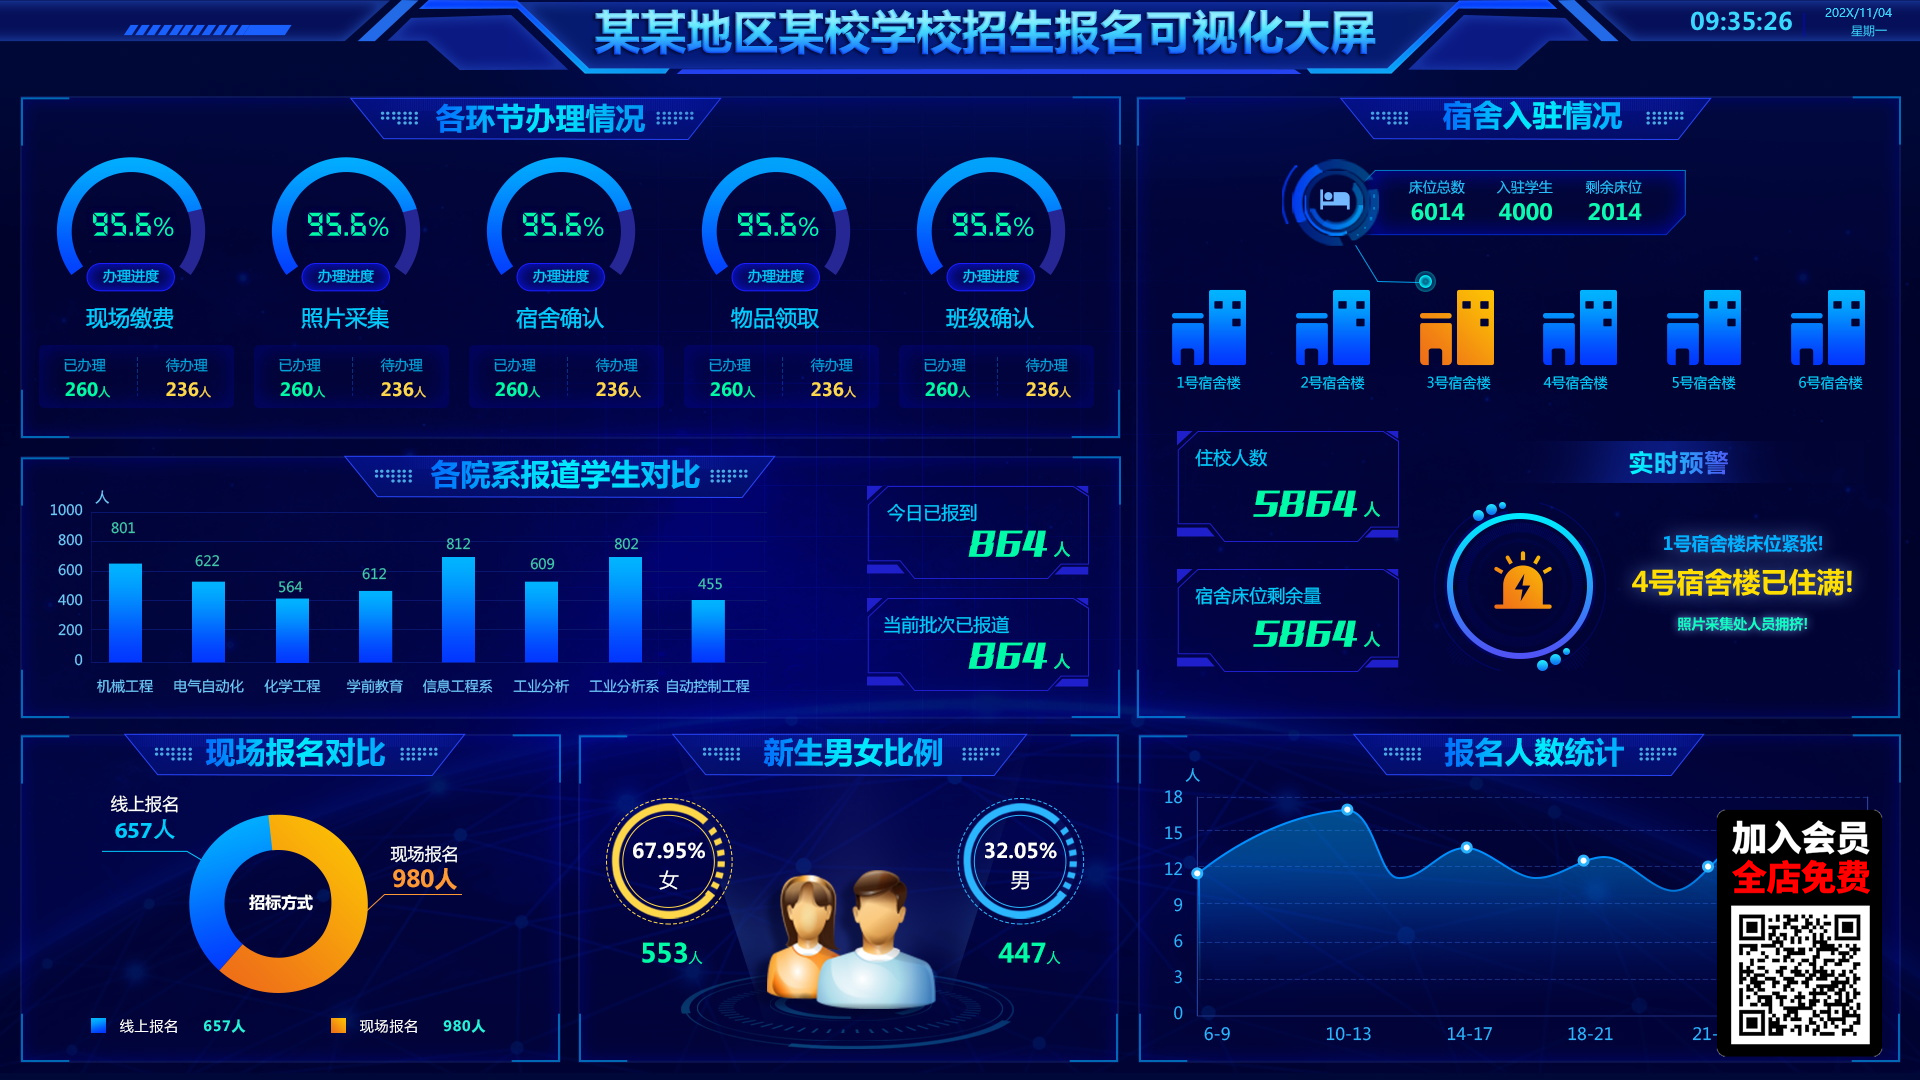 某某地区某校学校招生报名可视化大屏
09:35:26
202X/11/04
星期一
各环节办理情况
95.6%
办理进度
现场缴费
已办理
260人
待办理
236人
95.6%
办理进度
照片采集
已办理
260人
待办理
236人
95.6%
办理进度
宿舍确认
已办理
260人
待办理
236人
95.6%
办理进度
物品领取
已办理
260人
待办理
236人
95.6%
办理进度
班级确认
已办理
260人
待办理
236人
宿舍入驻情况
床位总数 入驻学生 剩余床位
6014 4000 2014
1号宿舍楼 2号宿舍楼 3号宿舍楼 4号宿舍楼 5号宿舍楼 6号宿舍楼
住校人数
5864 人
宿舍床位剩余量
5864 人
实时预警
1号宿舍楼床位紧张!
4号宿舍楼已住满!
照片采集处人员拥挤!
各院系报道学生对比
人
1000
800
600
400
200
0
801
622
564
612
812
609
802
455
机械工程 电气自动化 化学工程 学前教育 信息工程系 工业分析 工业分析系 自动控制工程
今日已报到
864 人
当前批次已报道
864 人
现场报名对比
线上报名
657人
现场报名
980人
招标方式
线上报名 657人 现场报名 980人
新生男女比例
67.95%
女
553人
32.05%
男
447人
报名人数统计
人
18
15
12
9
6
3
0
6-9 10-13 14-17 18-21 21-
加入会员
全店免费